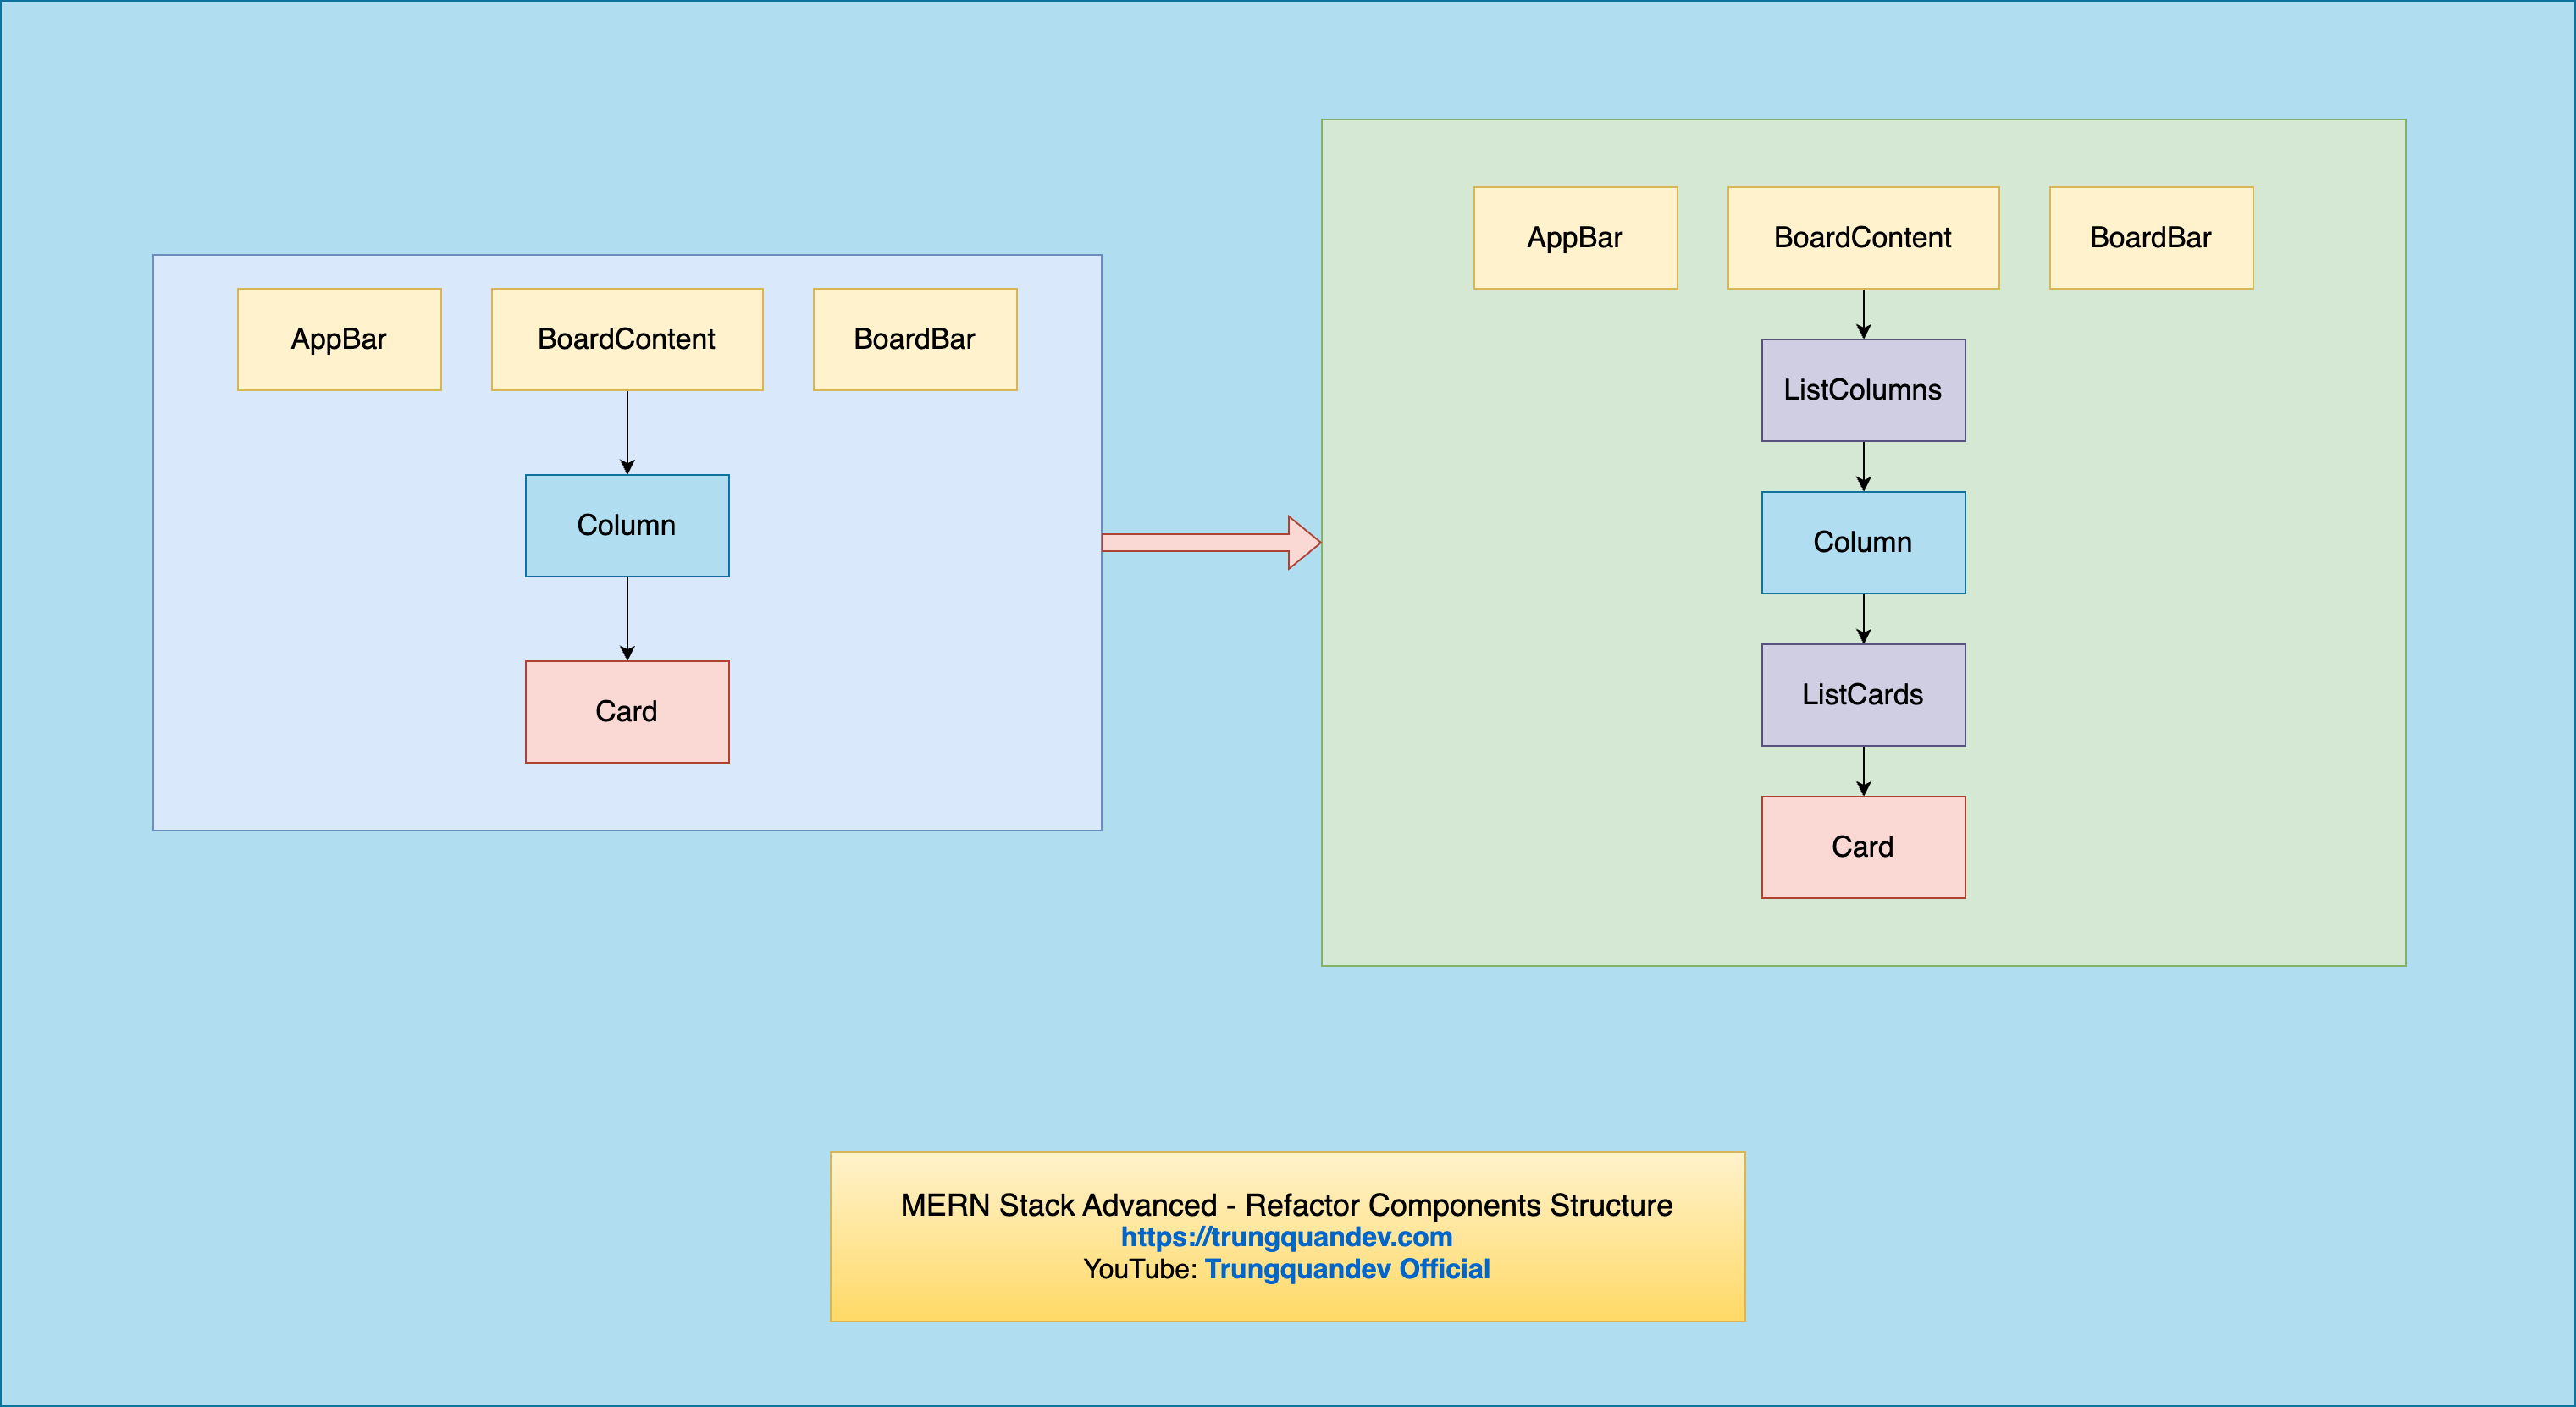 AppBar
BoardContent
BoardBar
Column
Card
AppBar
BoardContent
BoardBar
ListColumns
Column
ListCards
Card
MERN Stack Advanced - Refactor Components Structure
https://trungquandev.com
YouTube: Trungquandev Official